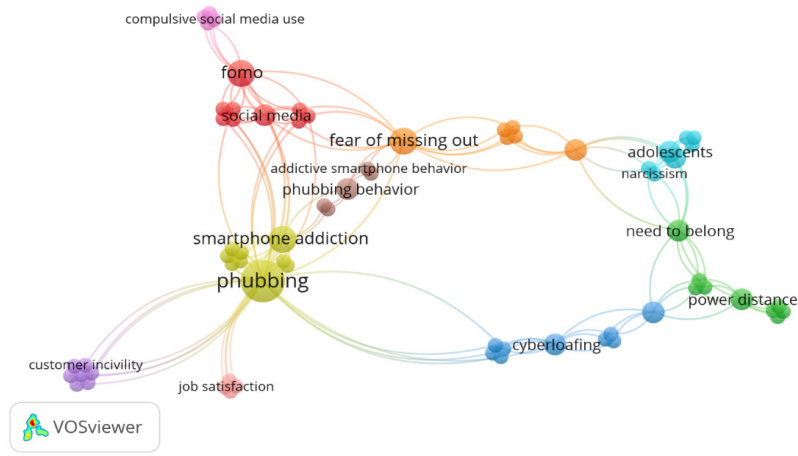 compulsive social media use
fomo
social media
fear of missing out
adolescents
addictive smartphone behavior
narcissism
phubbing behavior
need to belong
smartphone addiction
phubbing
power distance
cyberloafing
customer incivility
job satisfaction
VOSviewer